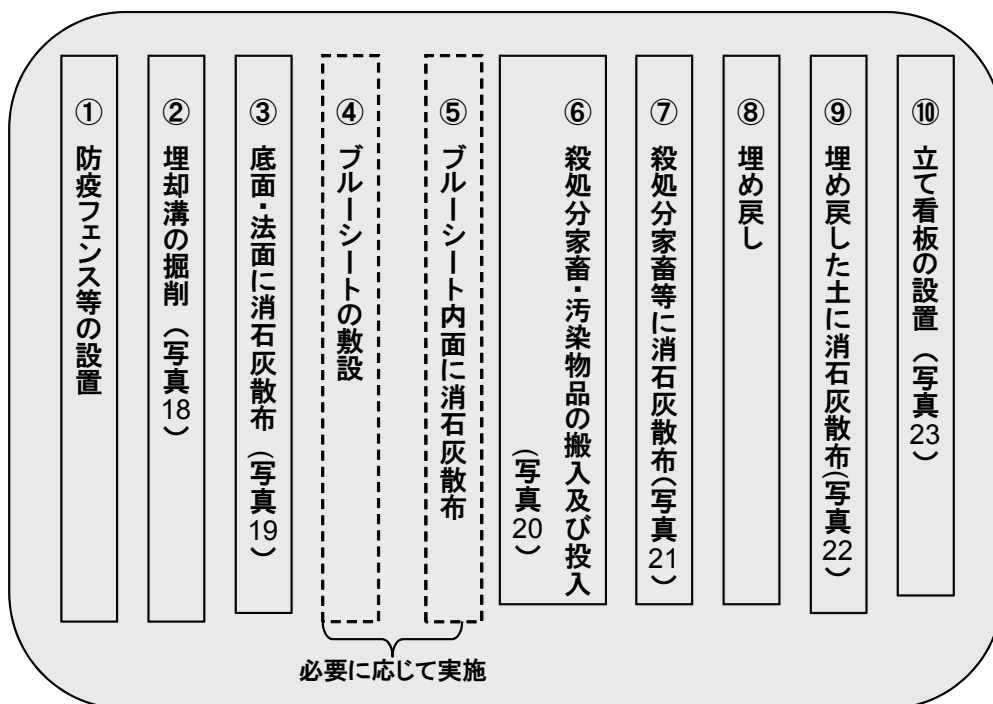 ① 防疫フェンス等の設置
② 埋却溝の掘削 (写真18)
③ 底面・法面に消石灰散布 (写真19)
④ ブルーシートの敷設
⑤ ブルーシート内面に消石灰散布
⑥ 殺処分家畜・汚染物品の搬入及び投入
(写真20)
⑦ 殺処分家畜等に消石灰散布(写真21)
⑧ 埋め戻し
⑨ 埋め戻した土に消石灰散布(写真22)
⑩ 立て看板の設置 (写真23)
必要に応じて実施